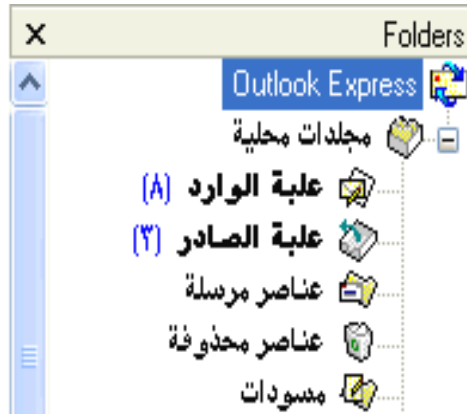 Folders
Outlook Express
مجلدات محلية
علبة الوارد (٨)
علبة الصادر (٣)
عناصر مرسلة
عناصر محذوفة
مسودات